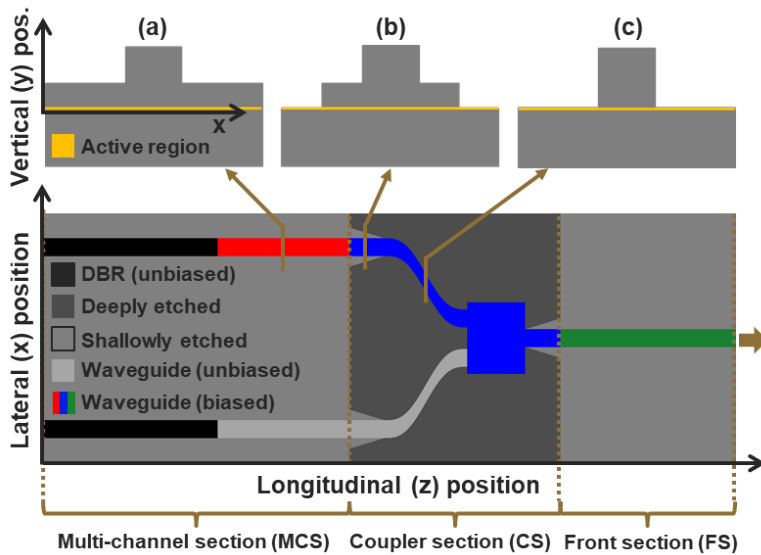 (a)
(b)
(c)
Vertical (y) pos.
x
Active region
Lateral (x) position
DBR (unbiased)
Deeply etched
Shallowly etched
Waveguide (unbiased)
Waveguide (biased)
Longitudinal (z) position
Multi-channel section (MCS)
Coupler section (CS)
Front section (FS)